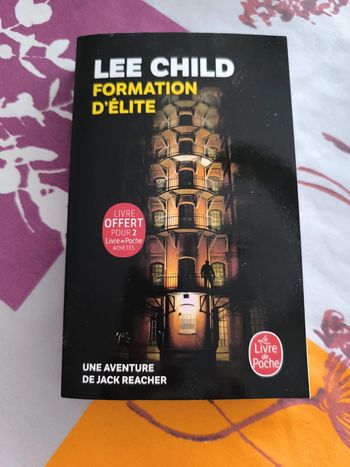 LEE CHILD
FORMATION
D'ÉLITE
LIVRE
OFFERT
POUR 2
Livre de Poche
ACHETÉS
Le
Livre
de
Poche
UNE AVENTURE
DE JACK REACHER